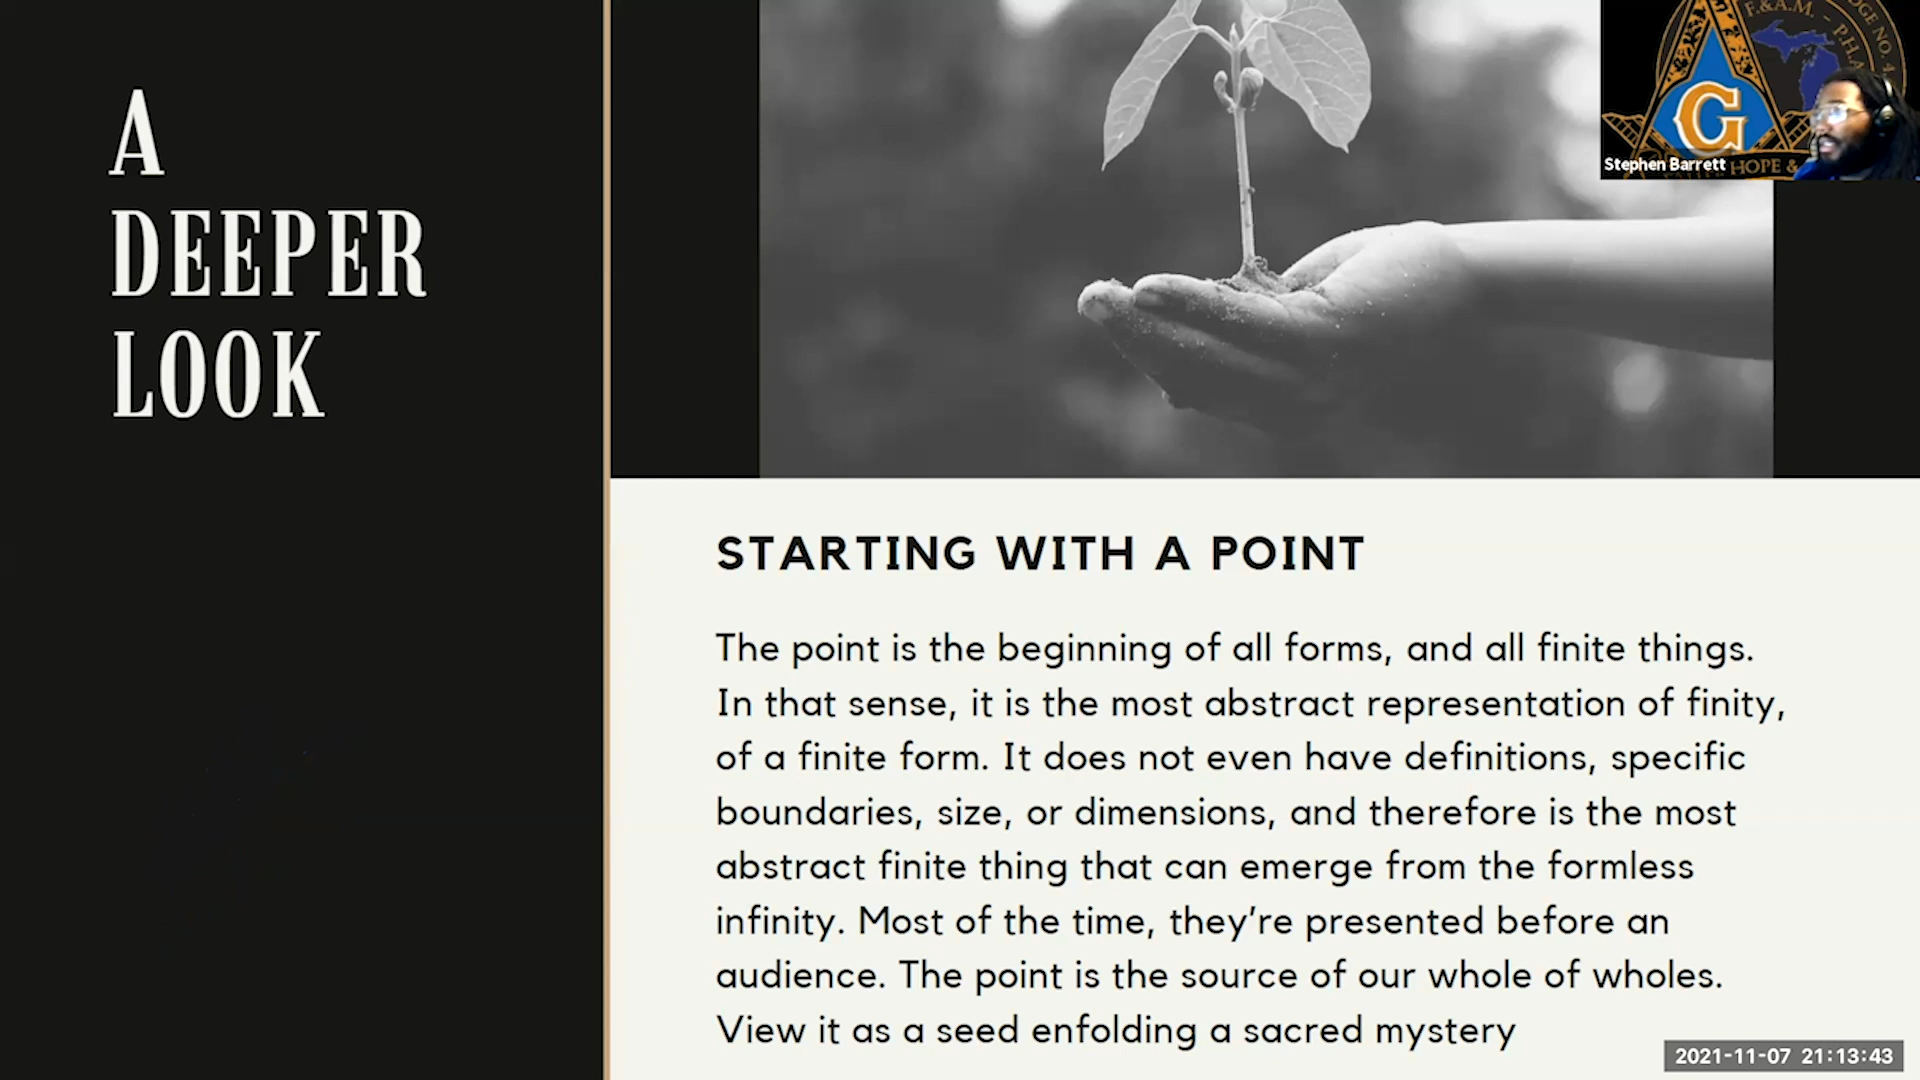 A
DEEPER
LOOK
F.&A.M. - P.H.A
DGE NO. 4
G
HOPE &
Stephen Barrett
STARTING WITH A POINT
The point is the beginning of all forms, and all finite things.
In that sense, it is the most abstract representation of finity,
of a finite form. It does not even have definitions, specific
boundaries, size, or dimensions, and therefore is the most
abstract finite thing that can emerge from the formless
infinity. Most of the time, they’re presented before an
audience. The point is the source of our whole of wholes.
View it as a seed enfolding a sacred mystery
2021-11-07 21:13:43